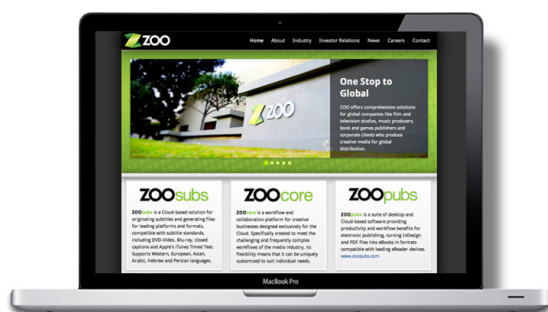 ZOO
Home About Industry Investor Relations News Careers Contact
ZOO
One Stop to
Global
ZOO offers comprehensive solutions
for global companies like film and
television studios, music producers,
book and games publishers and
corporate clients who produce
creative media for global
distribution.
ZOOsubs
ZOOsubs is a Cloud-based solution for
originating subtitles and generating files
for leading platforms and formats,
compatible with subtitle standards,
including DVD-Video, Blu-ray, closed
captions and Apple's iTunes Timed Text.
Supports Western, European, Asian,
Arabic, Hebrew and Persian languages.
ZOOcore
ZOOcore is a workflow and
collaboration platform for creative
businesses designed exclusively for the
Cloud. Specifically created to meet the
challenging and frequently complex
workflows of the media industry, its
flexibility means that it can be uniquely
customized to suit individual needs.
ZOOpubs
ZOOpubs is a suite of desktop and
Cloud-based software providing
productivity and workflow benefits for
electronic publishing, turning InDesign
and PDF files into eBooks in formats
compatible with leading eReader devices.
www.zoopubs.com
MacBook Pro